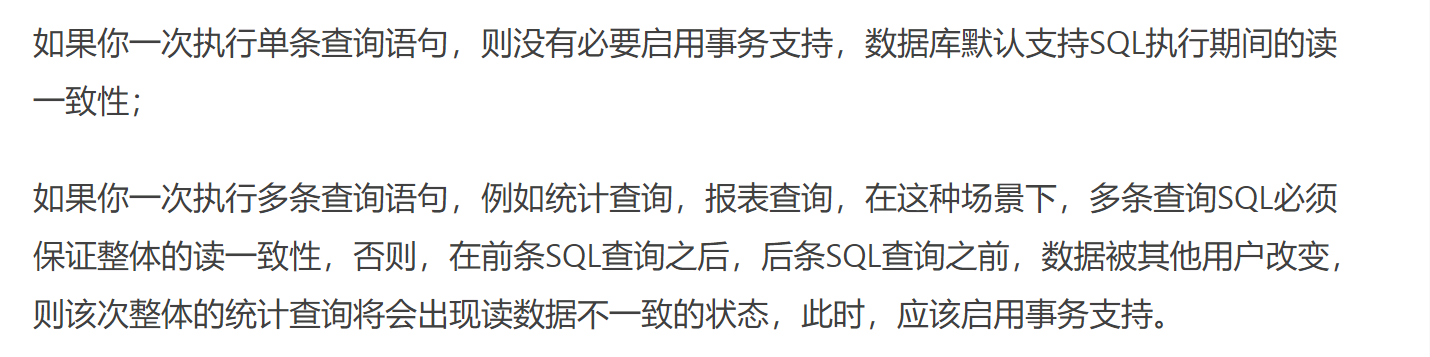 如果你一次执行单条查询语句，则没有必要启用事务支持，数据库默认支持SQL执行期间的读
一致性；
如果你一次执行多条查询语句，例如统计查询，报表查询，在这种场景下，多条查询SQL必须
保证整体的读一致性，否则，在前条SQL查询之后，后条SQL查询之前，数据被其他用户改变，
则该次整体的统计查询将会出现读数据不一致的状态，此时，应该启用事务支持。